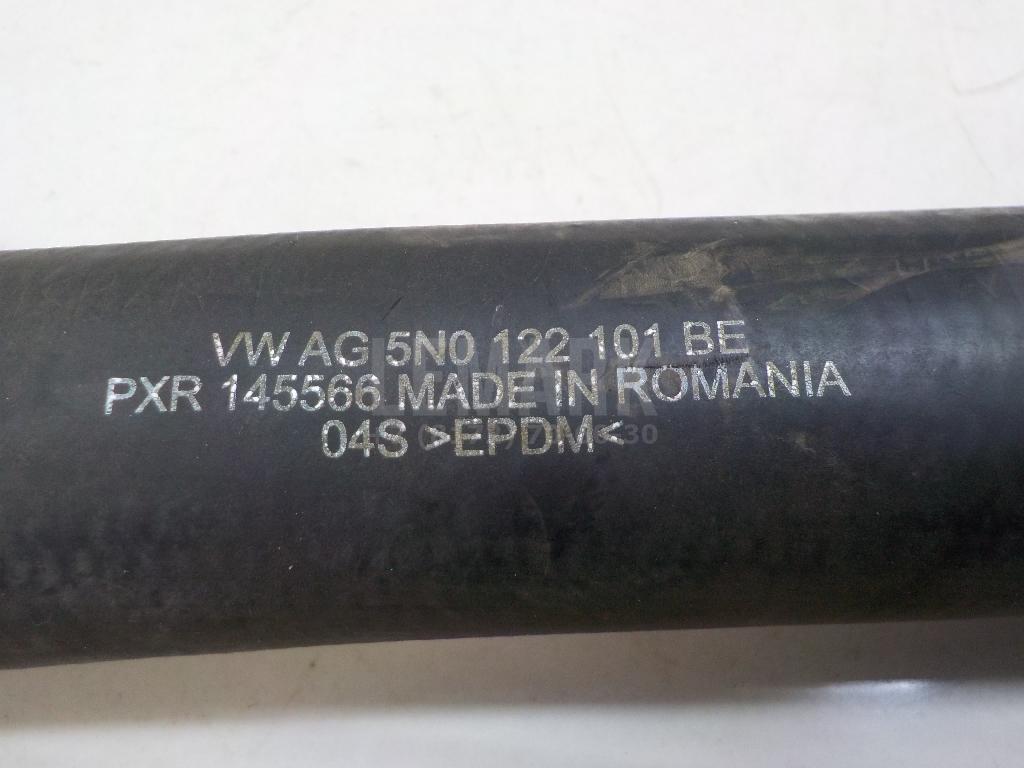 VW AG 5N0 122 101 BE
PXR 145566 MADE IN ROMANIA
04S >EPDM<